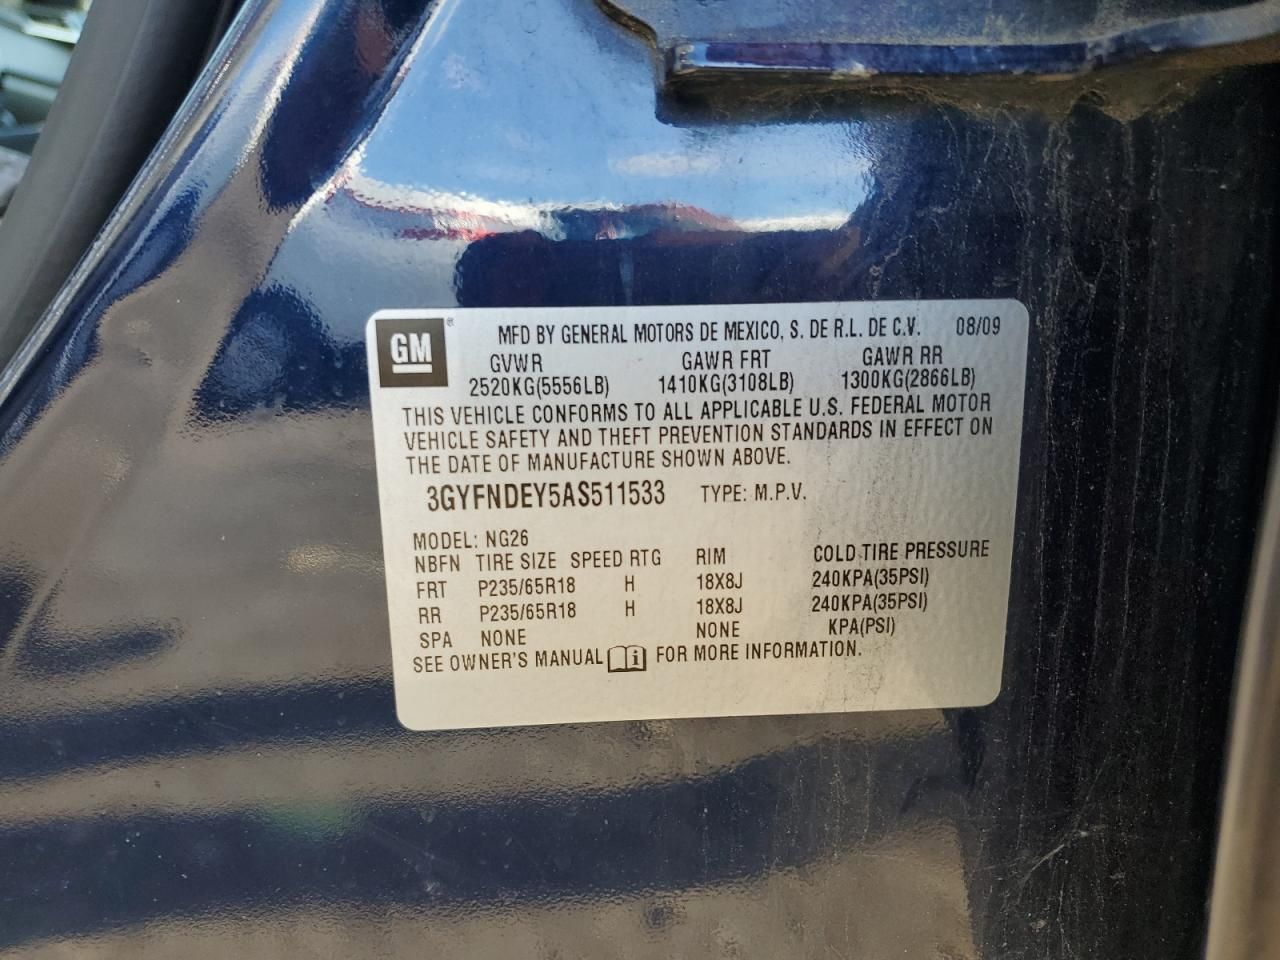 GM ® MFD BY GENERAL MOTORS DE MEXICO, S. DE R.L. DE C.V. 08/09
GVWR GAWR FRT GAWR RR
2520KG(5556LB) 1410KG(3108LB) 1300KG(2866LB)
THIS VEHICLE CONFORMS TO ALL APPLICABLE U.S. FEDERAL MOTOR
VEHICLE SAFETY AND THEFT PREVENTION STANDARDS IN EFFECT ON
THE DATE OF MANUFACTURE SHOWN ABOVE.
3GYFNDEY5AS511533 TYPE: M.P.V.
MODEL: NG26
NBFN TIRE SIZE SPEED RTG RIM COLD TIRE PRESSURE
FRT P235/65R18 H 18X8J 240KPA(35PSI)
RR P235/65R18 H 18X8J 240KPA(35PSI)
SPA NONE NONE KPA(PSI)
SEE OWNER'S MANUAL i FOR MORE INFORMATION.